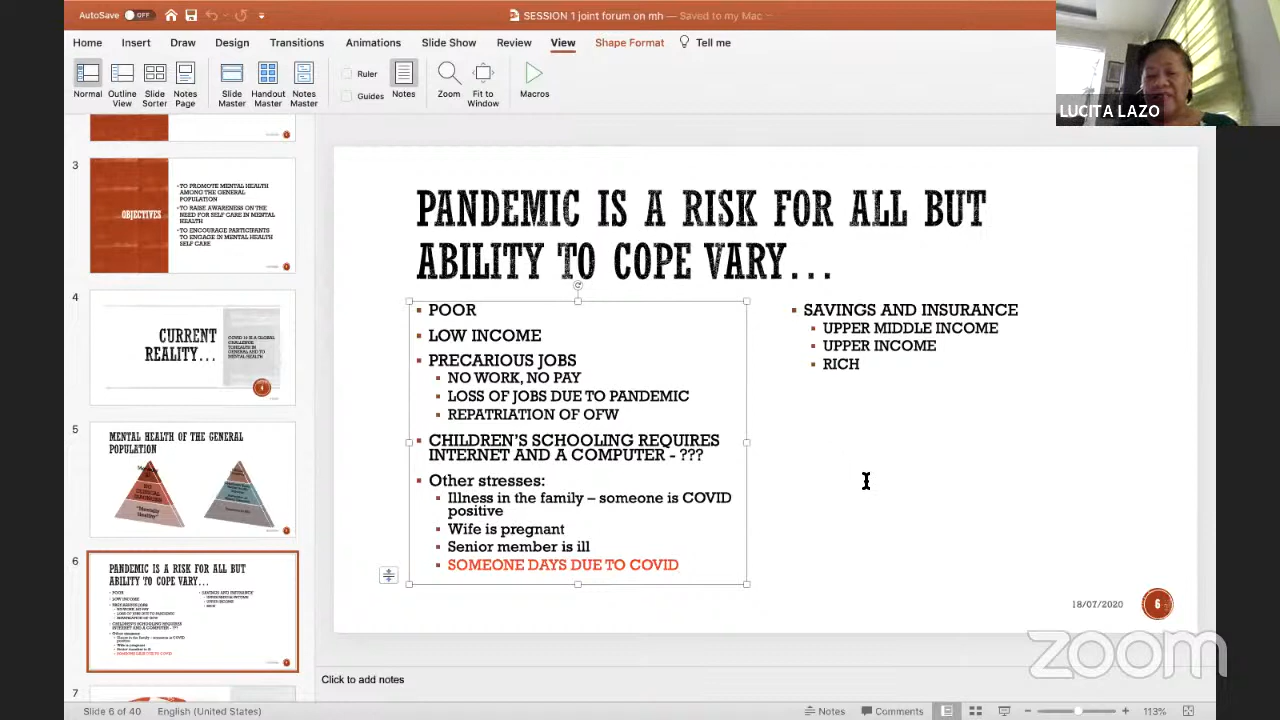 AutoSave OFF
SESSION 1 joint forum on mh — Saved to my Mac
Home Insert Draw Design Transitions Animations Slide Show Review View Shape Format Tell me
Normal Outline View Slide Sorter Notes Page Slide Master Handout Master Notes Master Ruler Guides Notes Zoom Fit to Window Macros
LUCITA LAZO
3
OBJECTIVES
TO PROMOTE MENTAL HEALTH
AMONG THE GENERAL
POPULATION
TO RAISE AWARENESS ON THE
NEED FOR SELF CARE IN MENTAL
HEALTH
TO ENCOURAGE PARTICIPANTS
TO ENGAGE IN MENTAL HEALTH
SELF CARE
4
CURRENT
REALITY...
COVID 19 IS A GLOBAL
CHALLENGE
TO HEALTH IN
GENERAL AND TO
MENTAL HEALTH
5
MENTAL HEALTH OF THE GENERAL
POPULATION
6
PANDEMIC IS A RISK FOR ALL BUT
ABILITY TO COPE VARY...
7
PANDEMIC IS A RISK FOR ALL BUT
ABILITY TO COPE VARY...
POOR
LOW INCOME
PRECARIOUS JOBS
NO WORK, NO PAY
LOSS OF JOBS DUE TO PANDEMIC
REPATRIATION OF OFW
CHILDREN'S SCHOOLING REQUIRES
INTERNET AND A COMPUTER - ???
Other stresses:
Illness in the family – someone is COVID
positive
Wife is pregnant
Senior member is ill
SOMEONE DAYS DUE TO COVID
SAVINGS AND INSURANCE
UPPER MIDDLE INCOME
UPPER INCOME
RICH
18/07/2020 6
zoom
Click to add notes
Slide 6 of 40 English (United States) Notes Comments 113%